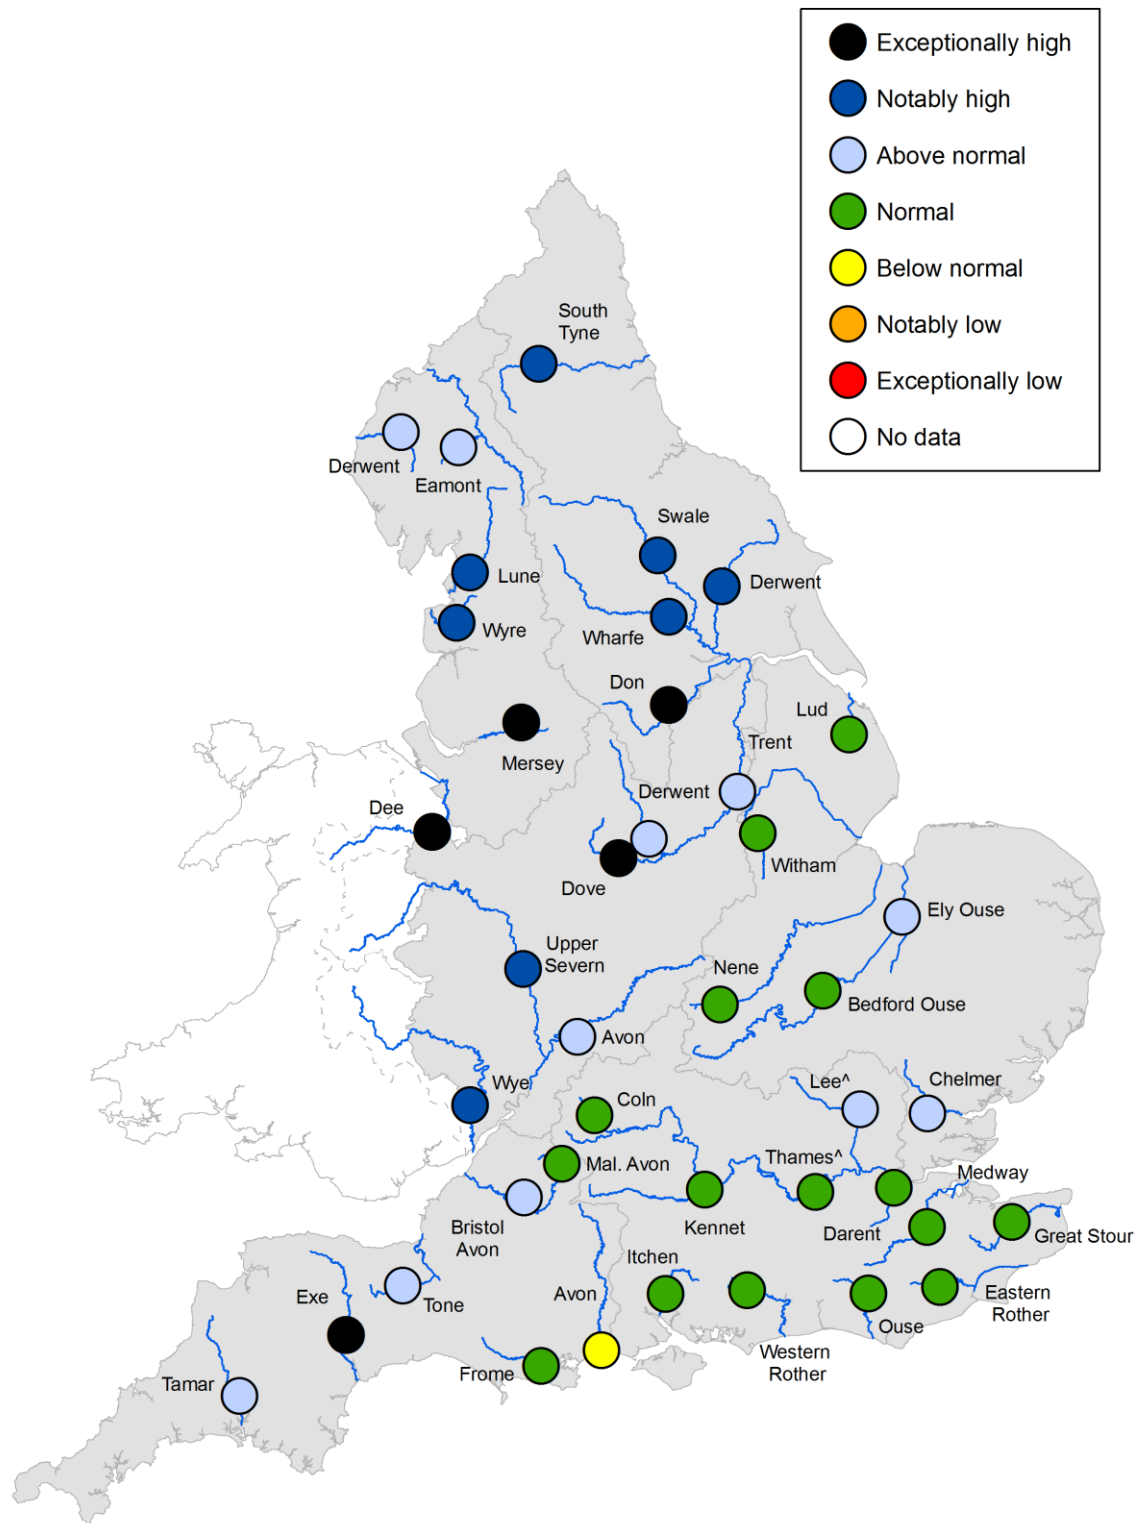 Exceptionally high
Notably high
Above normal
Normal
Below normal
Notably low
Exceptionally low
No data
South
Tyne
Derwent
Eamont
Swale
Lune
Derwent
Wyre
Wharfe
Don
Lud
Trent
Mersey
Derwent
Dee
Witham
Dove
Ely Ouse
Upper
Severn
Nene
Bedford Ouse
Avon
Wye
Lee^
Chelmer
Coln
Mal. Avon
Thames^
Medway
Bristol
Avon
Kennet
Darent
Great Stour
Itchen
Exe
Tone
Avon
Eastern
Rother
Ouse
Western
Rother
Frome
Tamar